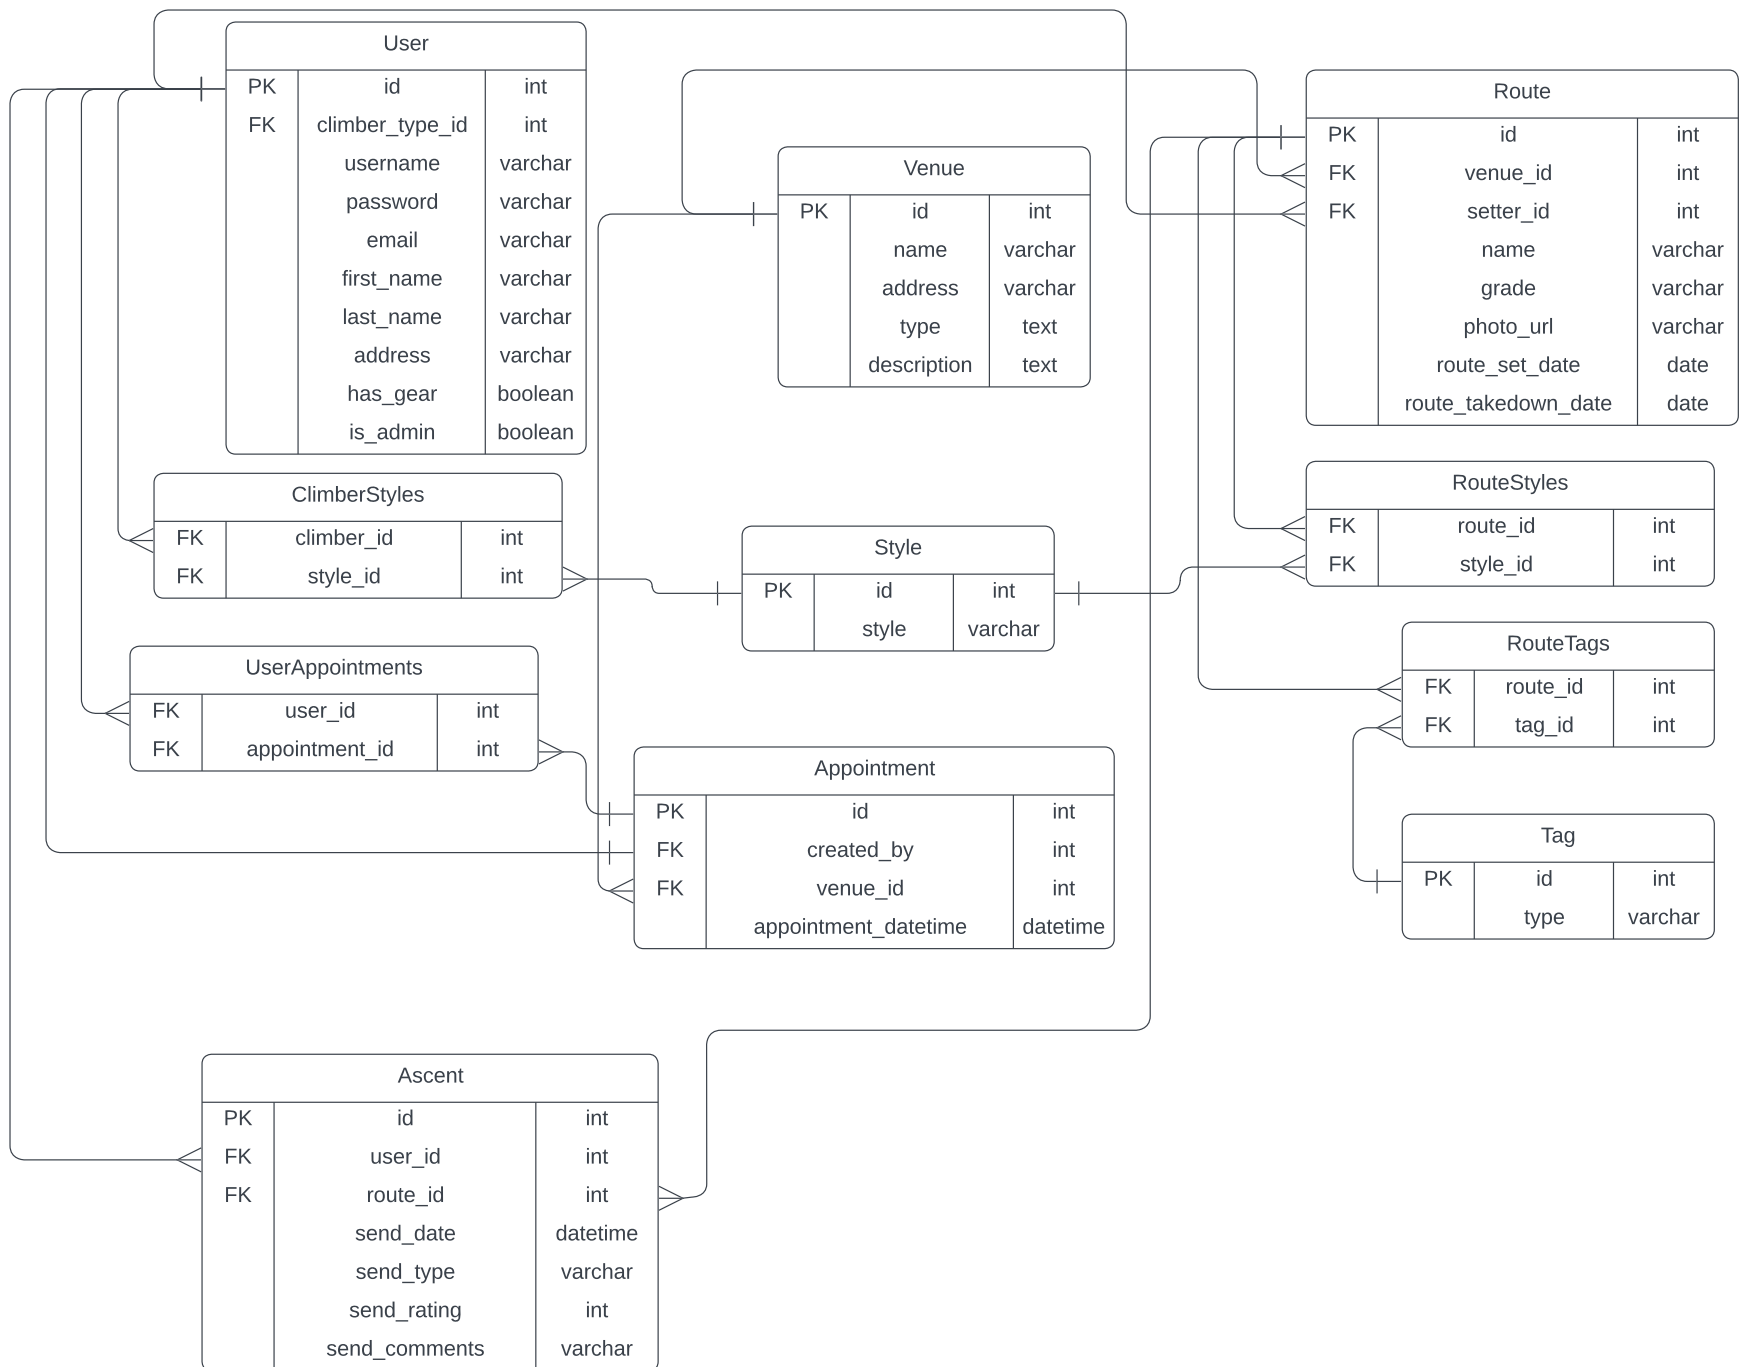 User
PK id int
FK climber_type_id int
username varchar
password varchar
email varchar
first_name varchar
last_name varchar
address varchar
has_gear boolean
is_admin boolean
Venue
PK id int
name varchar
address varchar
type text
description text
Route
PK id int
FK venue_id int
FK setter_id int
name varchar
grade varchar
photo_url varchar
route_set_date date
route_takedown_date date
ClimberStyles
FK climber_id int
FK style_id int
Style
PK id int
style varchar
RouteStyles
FK route_id int
FK style_id int
UserAppointments
FK user_id int
FK appointment_id int
RouteTags
FK route_id int
FK tag_id int
Appointment
PK id int
FK created_by int
FK venue_id int
appointment_datetime datetime
Tag
PK id int
type varchar
Ascent
PK id int
FK user_id int
FK route_id int
send_date datetime
send_type varchar
send_rating int
send_comments varchar